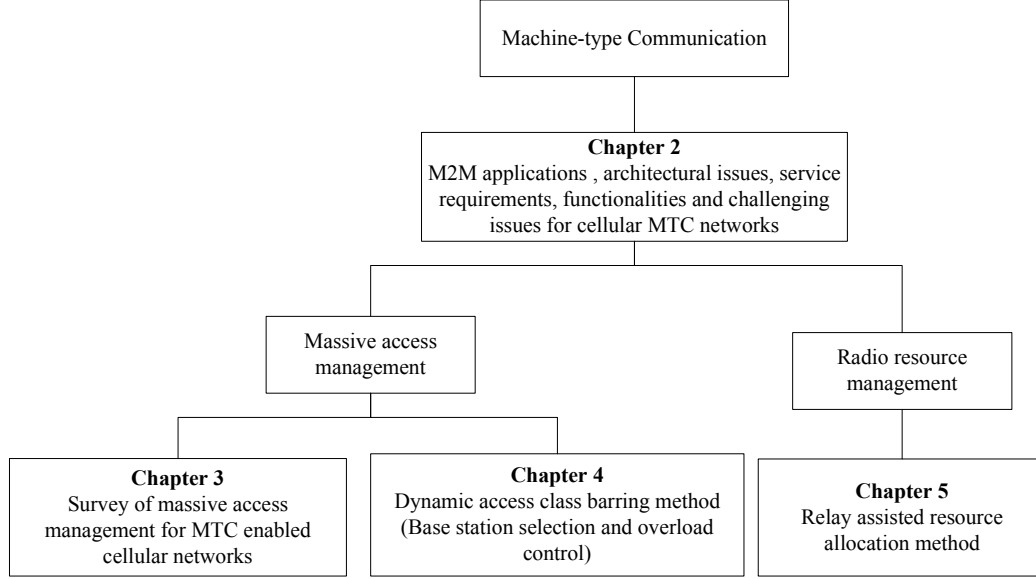 Machine-type Communication
Chapter 2
M2M applications , architectural issues, service
requirements, functionalities and challenging
issues for cellular MTC networks
Massive access
management
Radio resource
management
Chapter 3
Survey of massive access
management for MTC enabled
cellular networks
Chapter 4
Dynamic access class barring method
(Base station selection and overload
control)
Chapter 5
Relay assisted resource
allocation method